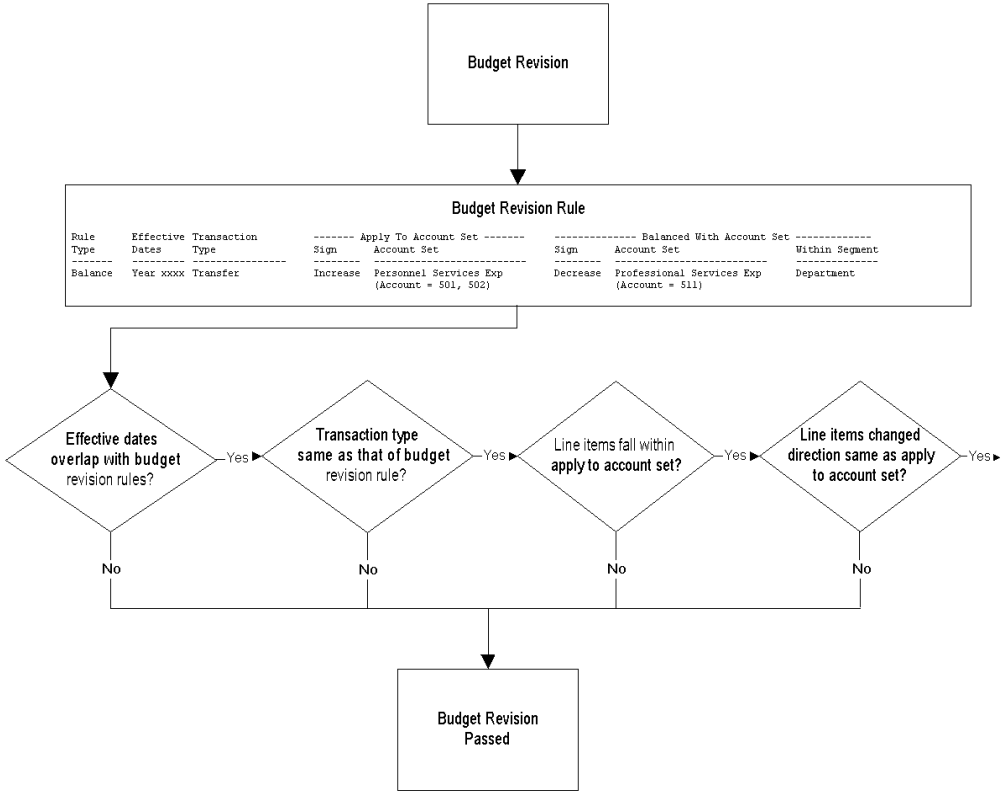 Budget Revision
Budget Revision Rule
Rule Effective Transaction ------- Apply To Account Set ------- ------------- Balanced With Account Set -------------
Type Dates Type Sign Account Set Sign Account Set Within Segment
Balance Year xxxx Transfer Increase Personnel Services Exp Decrease Professional Services Exp Department
(Account = 501, 502) (Account = 511)
Effective dates
overlap with budget
revision rules?
Yes
Transaction type
same as that of budget
revision rule?
Yes
Line items fall within
apply to account set?
Yes
Line items changed
direction same as apply
to account set?
Yes
No
No
No
No
Budget Revision
Passed